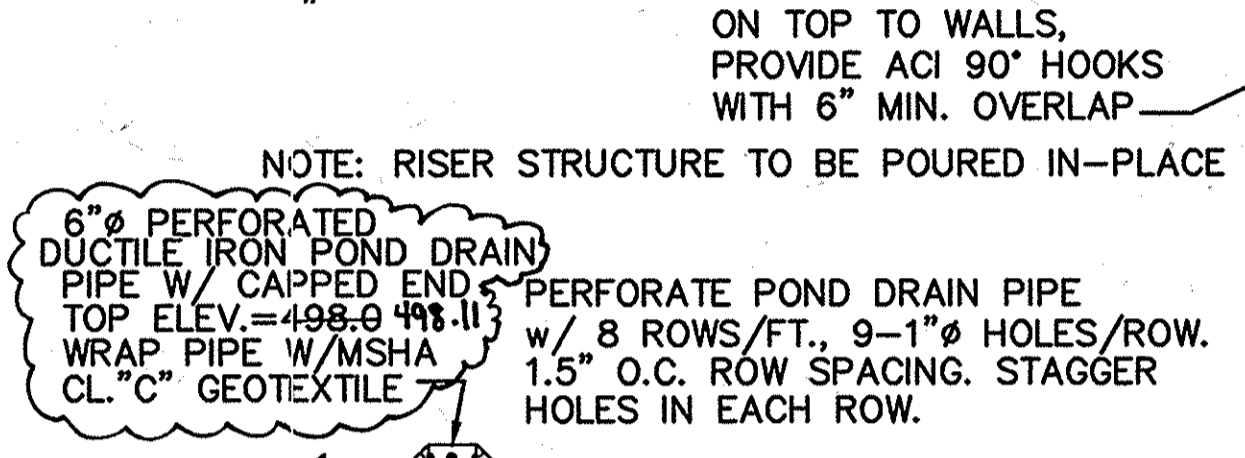 ON TOP TO WALLS,
PROVIDE ACI 90° HOOKS
WITH 6" MIN. OVERLAP
NOTE: RISER STRUCTURE TO BE POURED IN-PLACE
6"ø PERFORATED
DUCTILE IRON POND DRAIN
PIPE W/ CAPPED END
TOP ELEV.=498.0 498.11
WRAP PIPE W/MSHA
CL."C" GEOTEXTILE
PERFORATE POND DRAIN PIPE
w/ 8 ROWS/FT., 9-1"ø HOLES/ROW.
1.5" O.C. ROW SPACING. STAGGER
HOLES IN EACH ROW.